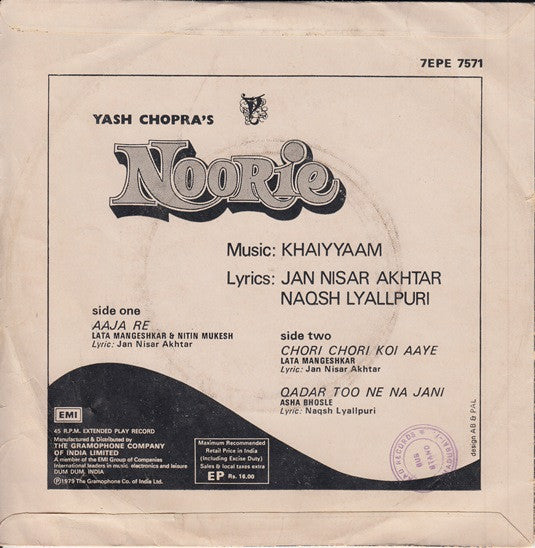 7EPE 7571
YASH CHOPRA'S
NOORIE
Music: KHAIYYAAM
Lyrics: JAN NISAR AKHTAR
NAQSH LYALLPURI
side one
AAJA RE
LATA MANGESHKAR & NITIN MUKESH
Lyric: Jan Nisar Akhtar
side two
CHORI CHORI KOI AAYE
LATA MANGESHKAR
Lyric: Jan Nisar Akhtar
QADAR TOO NE NA JANI
ASHA BHOSLE
Lyric: Naqsh Lyallpuri
EMI
45 R.P.M. EXTENDED PLAY RECORD
Manufactured & Distributed by
THE GRAMOPHONE COMPANY
OF INDIA LIMITED
A member of the EMI Group of Companies
International leaders in music, electronics and leisure
DUM DUM, INDIA
Ⓟ1979 The Gramophone Co. of India Ltd.
Maximum Recommended
Retail Price in India
(Including Excise Duty)
Sales & local taxes extra
EP Rs. 16.00
design AB & PAL
RECORDS